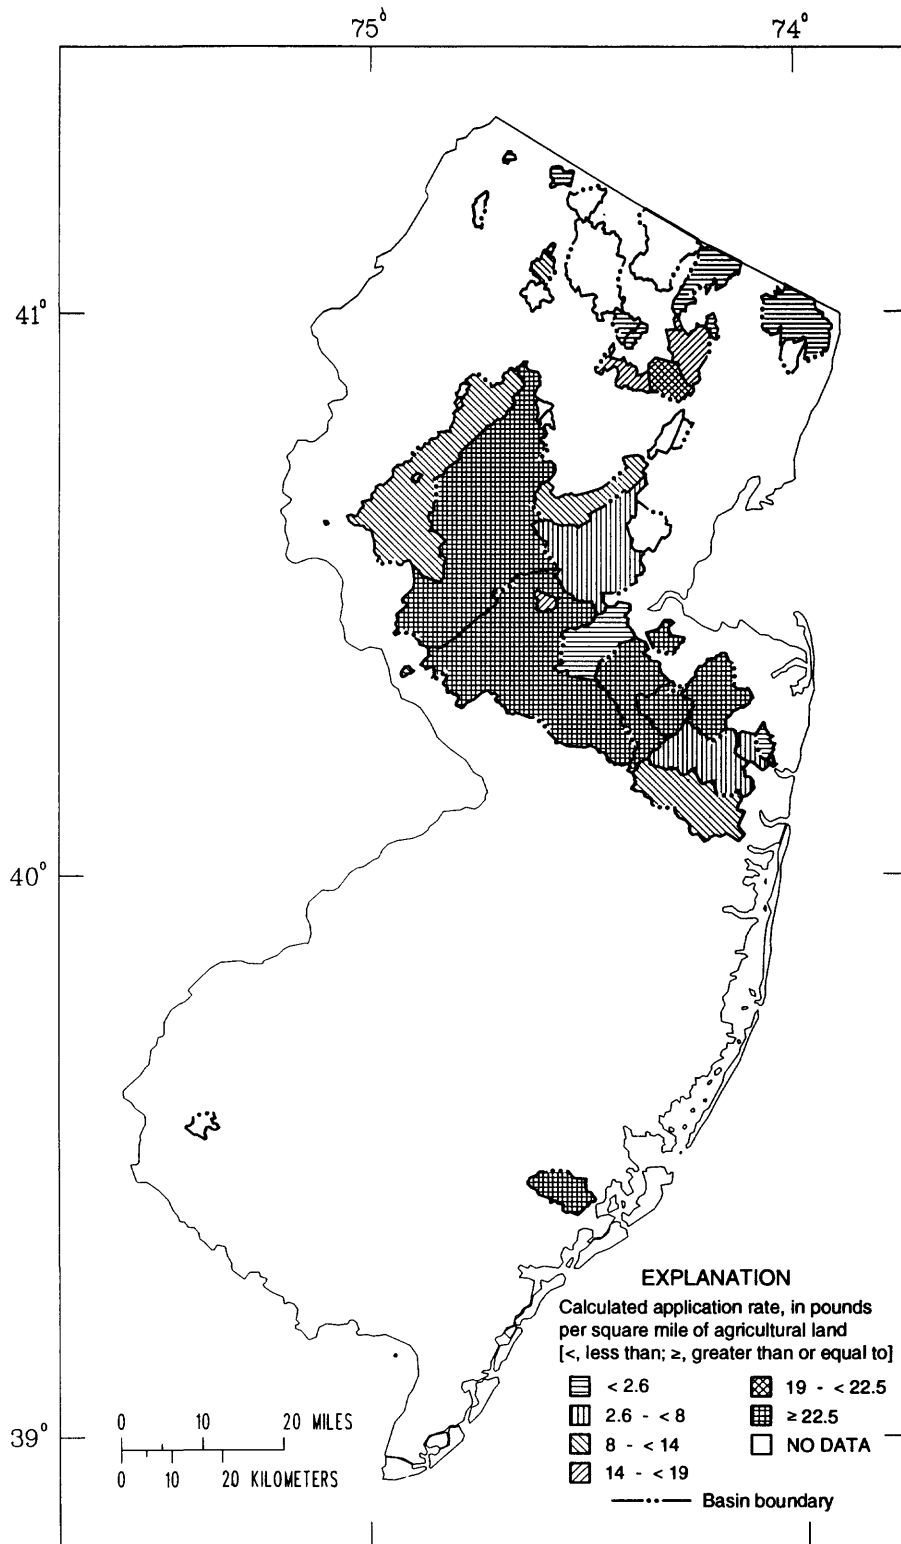 75° 74°
41°
40°
39°
EXPLANATION
Calculated application rate, in pounds
per square mile of agricultural land
[<, less than; ≥, greater than or equal to]
< 2.6 19 - < 22.5
2.6 - < 8 ≥ 22.5
8 - < 14 NO DATA
14 - < 19
Basin boundary
0 10 20 MILES
0 10 20 KILOMETERS